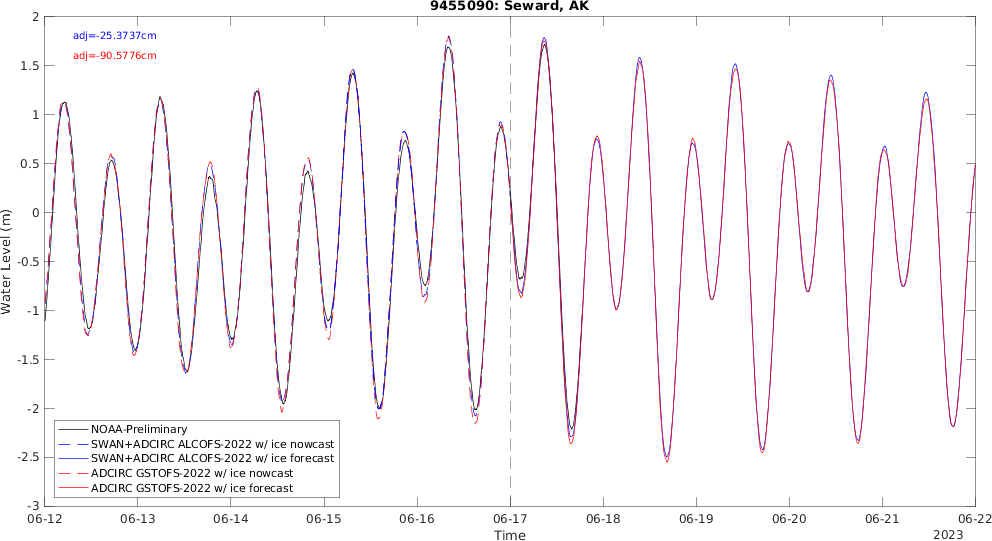 9455090: Seward, AK
adj=-25.3737cm
adj=-90.5776cm
Water Level (m)
2
1.5
1
0.5
0
-0.5
-1
-1.5
-2
-2.5
-3
NOAA-Preliminary
SWAN+ADCIRC ALCOFS-2022 w/ ice nowcast
SWAN+ADCIRC ALCOFS-2022 w/ ice forecast
ADCIRC GSTOFS-2022 w/ ice nowcast
ADCIRC GSTOFS-2022 w/ ice forecast
06-12 06-13 06-14 06-15 06-16 06-17 06-18 06-19 06-20 06-21 06-22
Time
2023